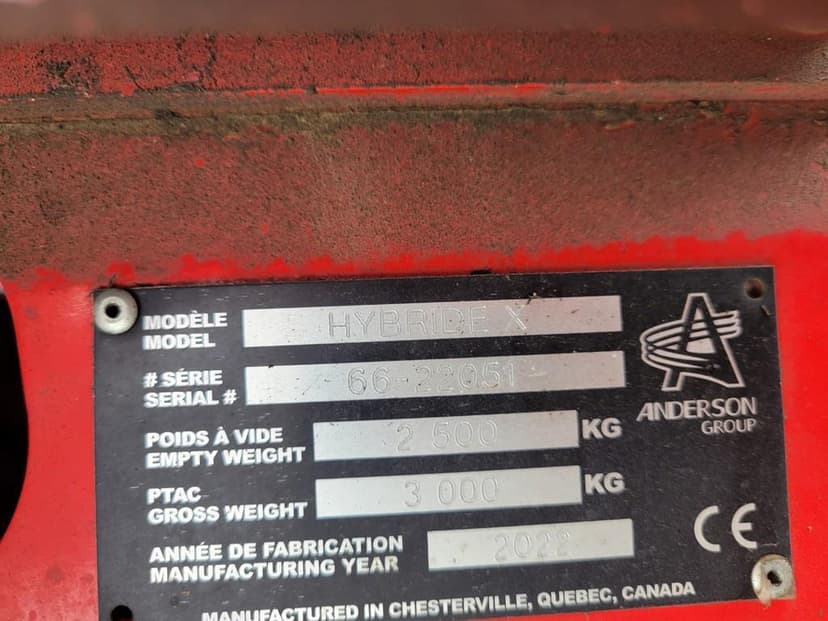 MODÈLE
MODEL
HYBRIDE X
# SÉRIE
SERIAL #
66-22051
ANDERSON
GROUP
POIDS À VIDE
EMPTY WEIGHT
2 500 KG
PTAC
GROSS WEIGHT
3 000 KG
ANNÉE DE FABRICATION
MANUFACTURING YEAR
2022
CE
MANUFACTURED IN CHESTERVILLE, QUEBEC, CANADA